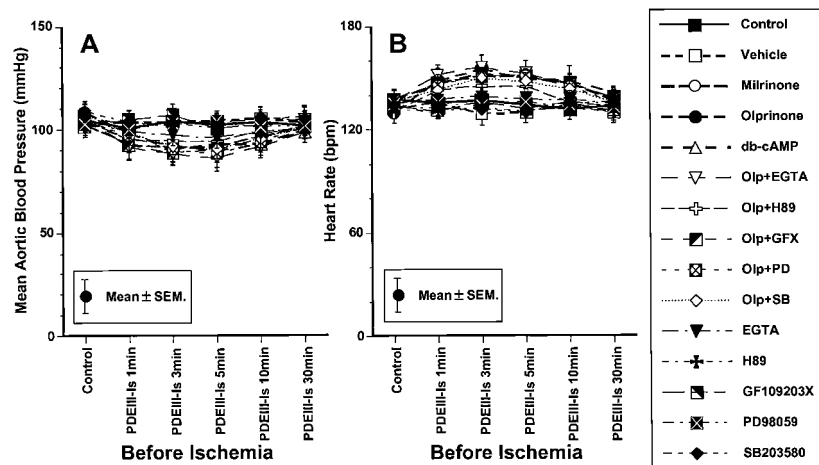 A
Mean Aortic Blood Pressure (mmHg)
150
100
50
0
Mean ± SEM.
Control
PDEIII-Is 1min
PDEIII-Is 3min
PDEIII-Is 5min
PDEIII-Is 10min
PDEIII-Is 30min
Before Ischemia
B
Heart Rate (bpm)
180
120
60
0
Mean ± SEM.
Control
PDEIII-Is 1min
PDEIII-Is 3min
PDEIII-Is 5min
PDEIII-Is 10min
PDEIII-Is 30min
Before Ischemia
Control
Vehicle
Milrinone
Olprinone
db-cAMP
Olp+EGTA
Olp+H89
Olp+GFX
Olp+PD
Olp+SB
EGTA
H89
GF109203X
PD98059
SB203580